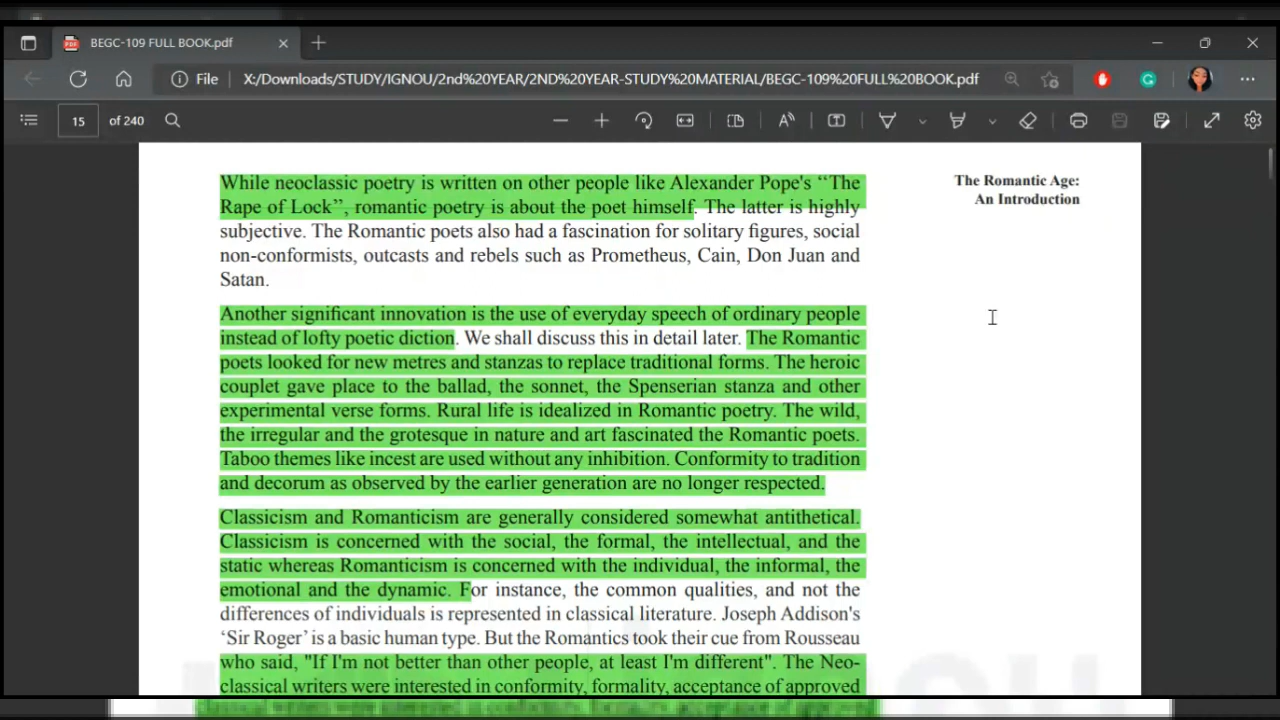 BEGC-109 FULL BOOK.pdf
File X:/Downloads/STUDY/IGNOU/2nd%20YEAR/2ND%20YEAR-STUDY%20MATERIAL/BEGC-109%20FULL%20BOOK.pdf
15 of 240
While neoclassic poetry is written on other people like Alexander Pope's ‘‘The
Rape of Lock’’, romantic poetry is about the poet himself. The latter is highly
subjective. The Romantic poets also had a fascination for solitary figures, social
non-conformists, outcasts and rebels such as Prometheus, Cain, Don Juan and
Satan.
The Romantic Age:
An Introduction
Another significant innovation is the use of everyday speech of ordinary people
instead of lofty poetic diction. We shall discuss this in detail later. The Romantic
poets looked for new metres and stanzas to replace traditional forms. The heroic
couplet gave place to the ballad, the sonnet, the Spenserian stanza and other
experimental verse forms. Rural life is idealized in Romantic poetry. The wild,
the irregular and the grotesque in nature and art fascinated the Romantic poets.
Taboo themes like incest are used without any inhibition. Conformity to tradition
and decorum as observed by the earlier generation are no longer respected.
Classicism and Romanticism are generally considered somewhat antithetical.
Classicism is concerned with the social, the formal, the intellectual, and the
static whereas Romanticism is concerned with the individual, the informal, the
emotional and the dynamic. For instance, the common qualities, and not the
differences of individuals is represented in classical literature. Joseph Addison's
‘Sir Roger’ is a basic human type. But the Romantics took their cue from Rousseau
who said, "If I'm not better than other people, at least I'm different". The Neo-
classical writers were interested in conformity, formality, acceptance of approved